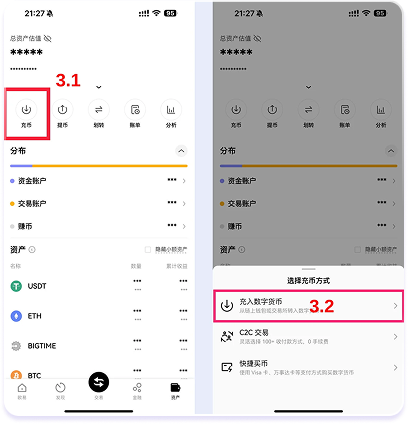 21:27
95
总资产估值
*****
**********
3.1
充币
提币
划转
账单
分析
分布
资金账户
***
交易账户
***
赚币
***
资产
隐藏小额资产
名称
数量
累计收益
USDT
***
***
ETH
***
***
BIGTIME
***
***
BTC
***
***
交易
发现
交易
金融
资产
21:27
95
总资产估值
*****
**********
充币
提币
划转
账单
分析
分布
资金账户
***
交易账户
***
赚币
***
资产
隐藏小额资产
选择充币方式
充入数字货币
从链上钱包或交易所转入数字
3.2
C2C 交易
灵活选择 100+ 收付款方式，0 手续费
快捷买币
使用 Visa 卡、万事达卡等支付方式购买数字货币